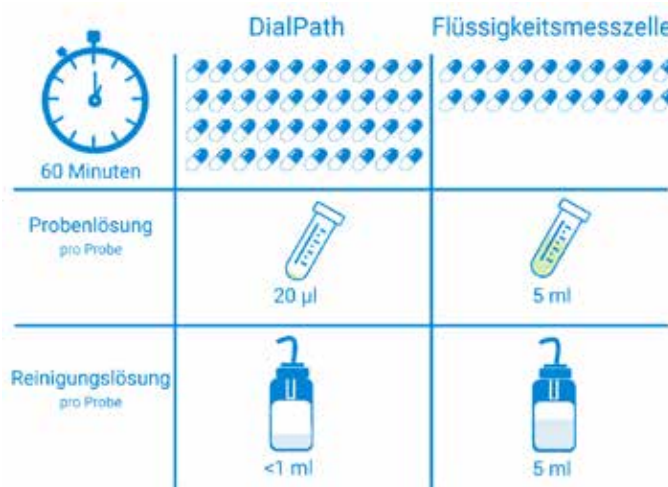 DialPath
Flüssigkeitsmesszelle
60 Minuten
Probenlösung
pro Probe
20 µl
5 ml
Reinigungslösung
pro Probe
<1 ml
5 ml